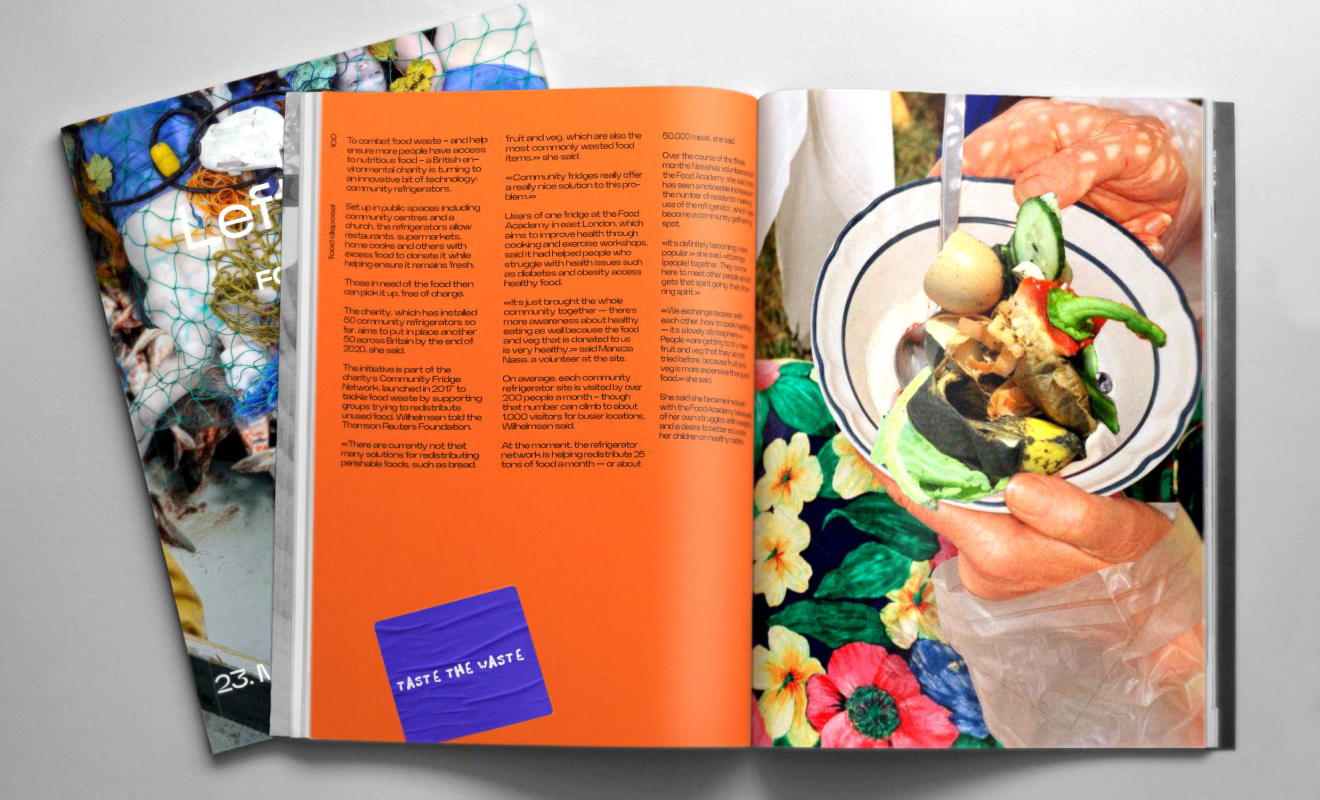 Lef
FO
23.
100
food disposal
To combat food waste – and help
ensure more people have access
to nutritious food – a British en-
vironmental charity is turning to
an innovative bit of technology:
community refrigerators.
Set up in public spaces including
community centres and a
church, the refrigerators allow
restaurants, supermarkets,
home cooks and others with
excess food to donate it while
helping ensure it remains fresh.
Those in need of the food then
can pick it up, free of charge.
The charity, which has installed
50 community refrigerators so
far, aims to put in place another
50 across Britain by the end of
2020, she said.
The initiative is part of the
charity's Community Fridge
Network, launched in 2017 to
tackle food waste by supporting
groups trying to redistribute
unused food, Wilhelmsen told the
Thomson Reuters Foundation.
«There are currently not that
many solutions for redistributing
perishable foods, such as bread,
fruit and veg, which are also the
most commonly wasted food
items,» she said.
«Community fridges really offer
a really nice solution to this pro-
blem.»
Users of one fridge at the Food
Academy in east London, which
aims to improve health through
cooking and exercise workshops,
said it had helped people who
struggle with health issues such
as diabetes and obesity access
healthy food.
«It's just brought the whole
community together — there's
more awareness about healthy
eating as well because the food
and veg that is donated to us
is very healthy,» said Manaza
Nasa, a volunteer at the site.
On average, each community
refrigerator site is visited by over
200 people a month – though
that number can climb to about
1,000 visitors for busier locations,
Wilhelmsen said.
At the moment, the refrigerator
network is helping redistribute 25
tons of food a month — or about
50,000 meals, she said.
Over the course of the three
months Nasa has volunteered at
the Food Academy, she said she
has seen a noticeable increase in
the number of residents making
use of the refrigerator, which has
become a community gathering
spot.
«It's definitely becoming more
popular,» she said. «It brings
(people) together. They come
here to meet other people and it
gets that spirit going, that sha-
ring spirit.»
«We exchange recipes with
each other, how to cook healthy
— it's a lovely atmosphere.»
People «are getting to try new
fruit and veg that they've not
tried before, because fruit and
veg is more expensive than junk
food,» she said.
She said she became involved
with the Food Academy because
of her own struggles with weight
and a desire to better educate
her children on healthy habits.
TASTE THE WASTE